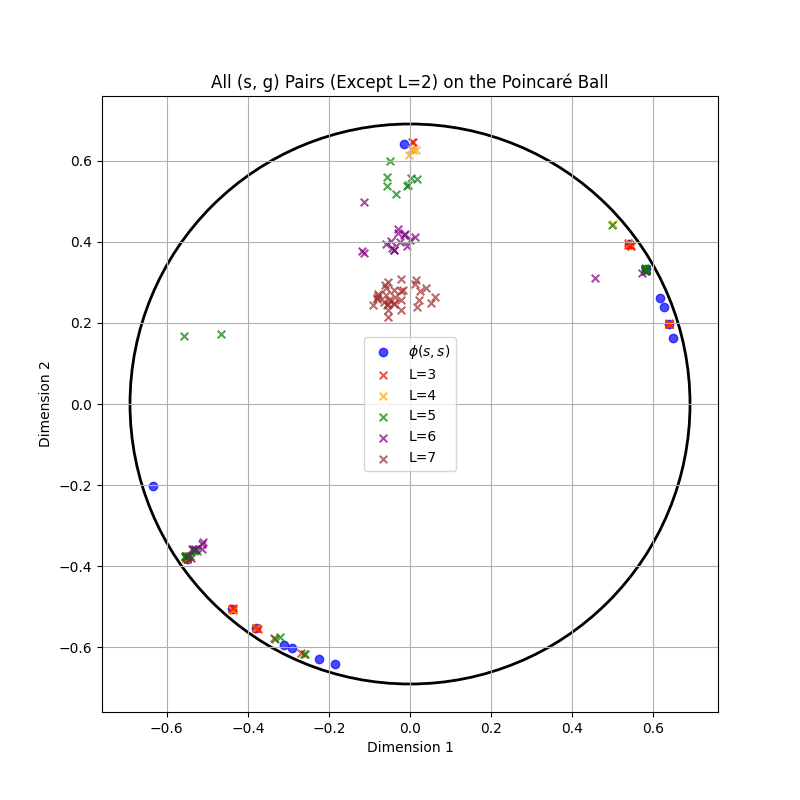 All (s, g) Pairs (Except L=2) on the Poincaré Ball
Dimension 2
0.6
0.4
0.2
0.0
−0.2
−0.4
−0.6
ϕ(s, s)
L=3
L=4
L=5
L=6
L=7
−0.6 −0.4 −0.2 0.0 0.2 0.4 0.6
Dimension 1